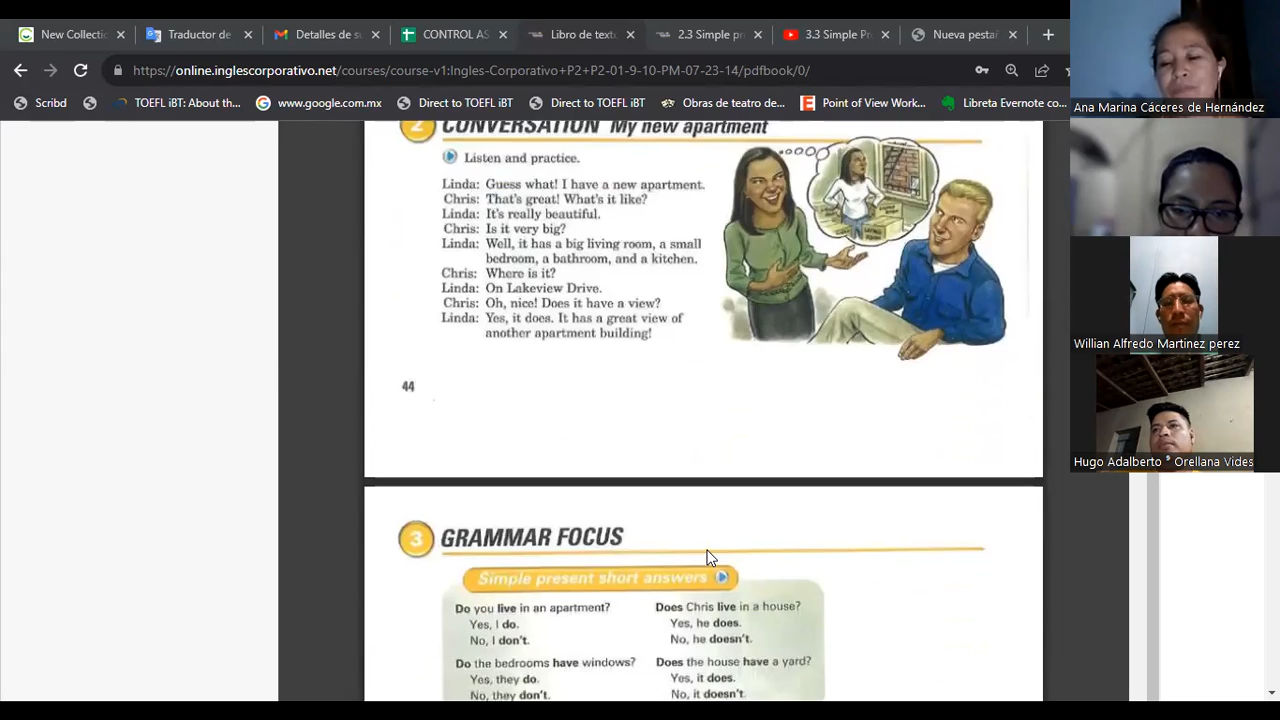 New Collectio
Traductor de
Detalles de su
CONTROL AS
Libro de texto
2.3 Simple pr
3.3 Simple Pr
Nueva pestañ
https://online.inglescorporativo.net/courses/course-v1:Ingles-Corporativo+P2+P2-01-9-10-PM-07-23-14/pdfbook/0/
Scribd
TOEFL iBT: About th...
www.google.com.mx
Direct to TOEFL iBT
Direct to TOEFL iBT
Obras de teatro de...
Point of View Work...
Libreta Evernote co...
Ana Marina Cáceres de Hernández
Willian Alfredo Martinez perez
Hugo Adalberto Orellana Vides
2 CONVERSATION My new apartment
Listen and practice.
Linda: Guess what! I have a new apartment.
Chris: That's great! What's it like?
Linda: It's really beautiful.
Chris: Is it very big?
Linda: Well, it has a big living room, a small
bedroom, a bathroom, and a kitchen.
Chris: Where is it?
Linda: On Lakeview Drive.
Chris: Oh, nice! Does it have a view?
Linda: Yes, it does. It has a great view of
another apartment building!
44
3 GRAMMAR FOCUS
Simple present short answers
Do you live in an apartment?
Yes, I do.
No, I don't.
Do the bedrooms have windows?
Yes, they do.
No, they don't.
Does Chris live in a house?
Yes, he does.
No, he doesn't.
Does the house have a yard?
Yes, it does.
No, it doesn't.